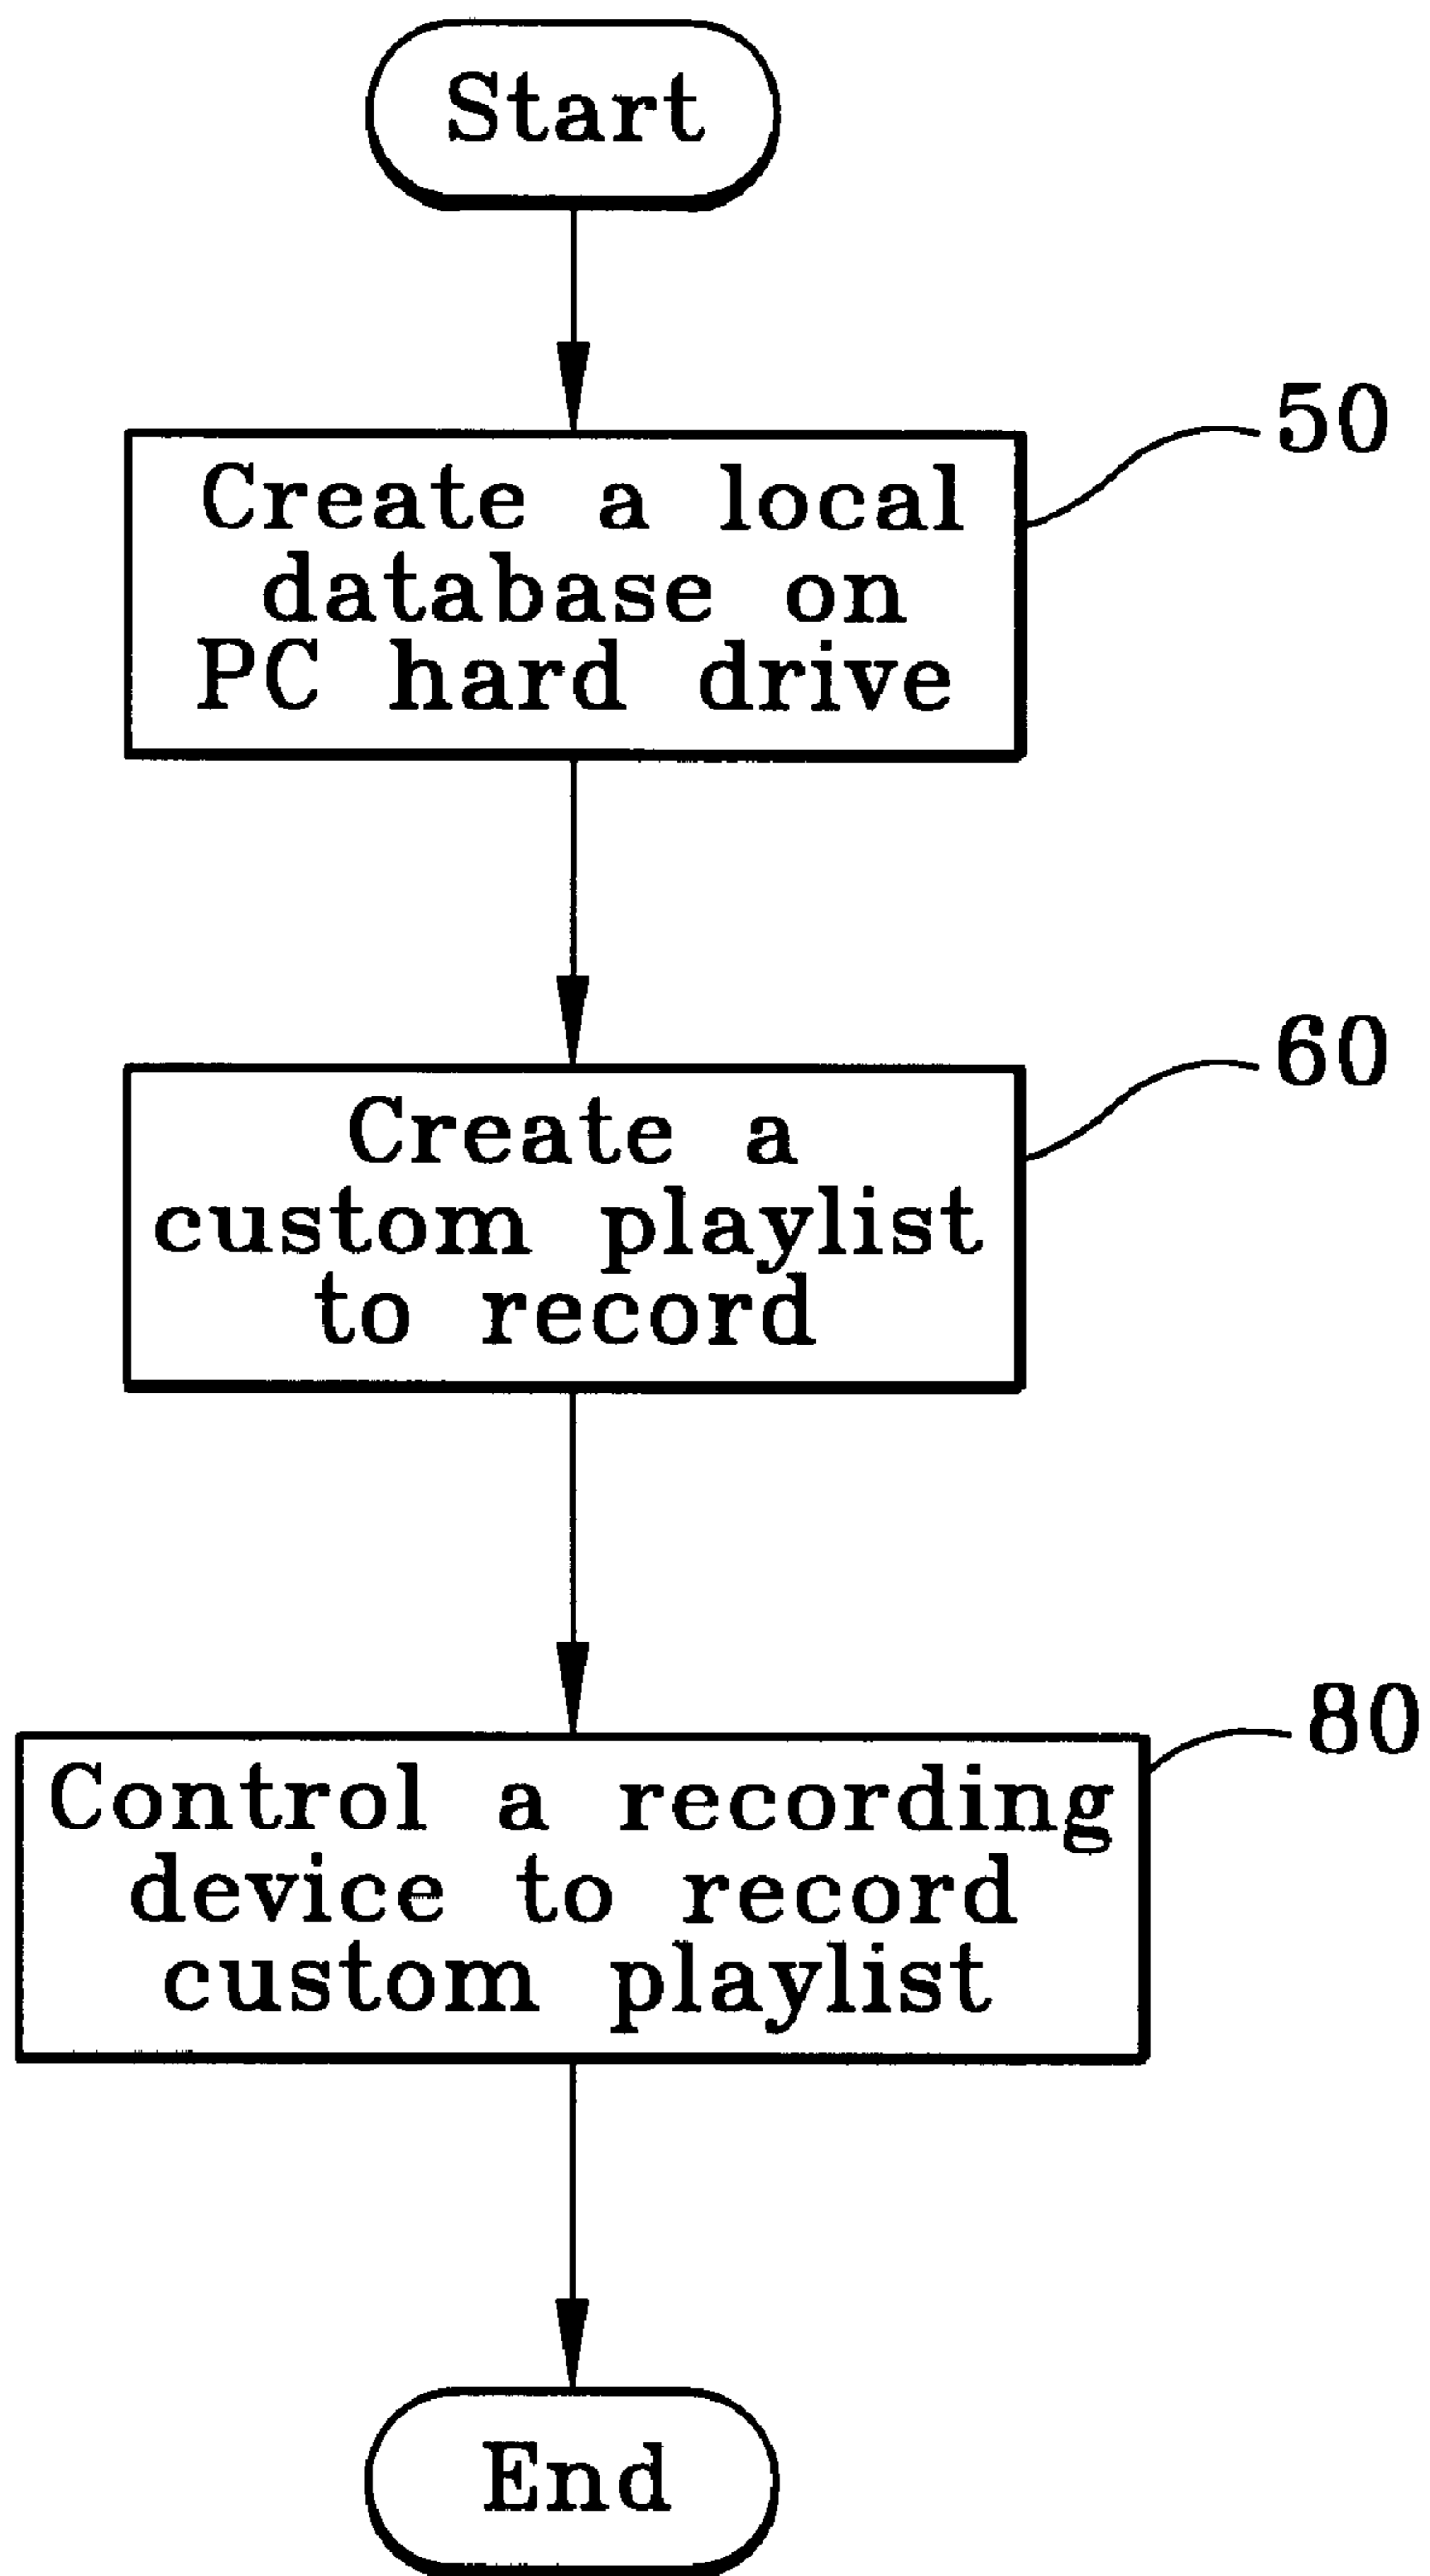 Start
50
Create a local
database on
PC hard drive
60
Create a
custom playlist
to record
80
Control a recording
device to record
custom playlist
End